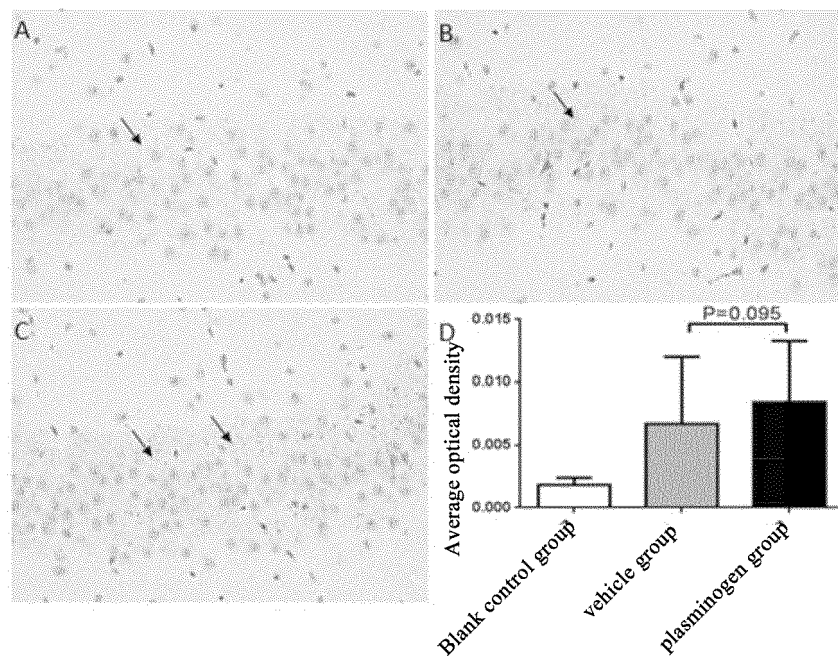 A
B
C
D
P=0.095
Average optical density
0.015
0.010
0.005
0.000
Blank control group
vehicle group
plasminogen group